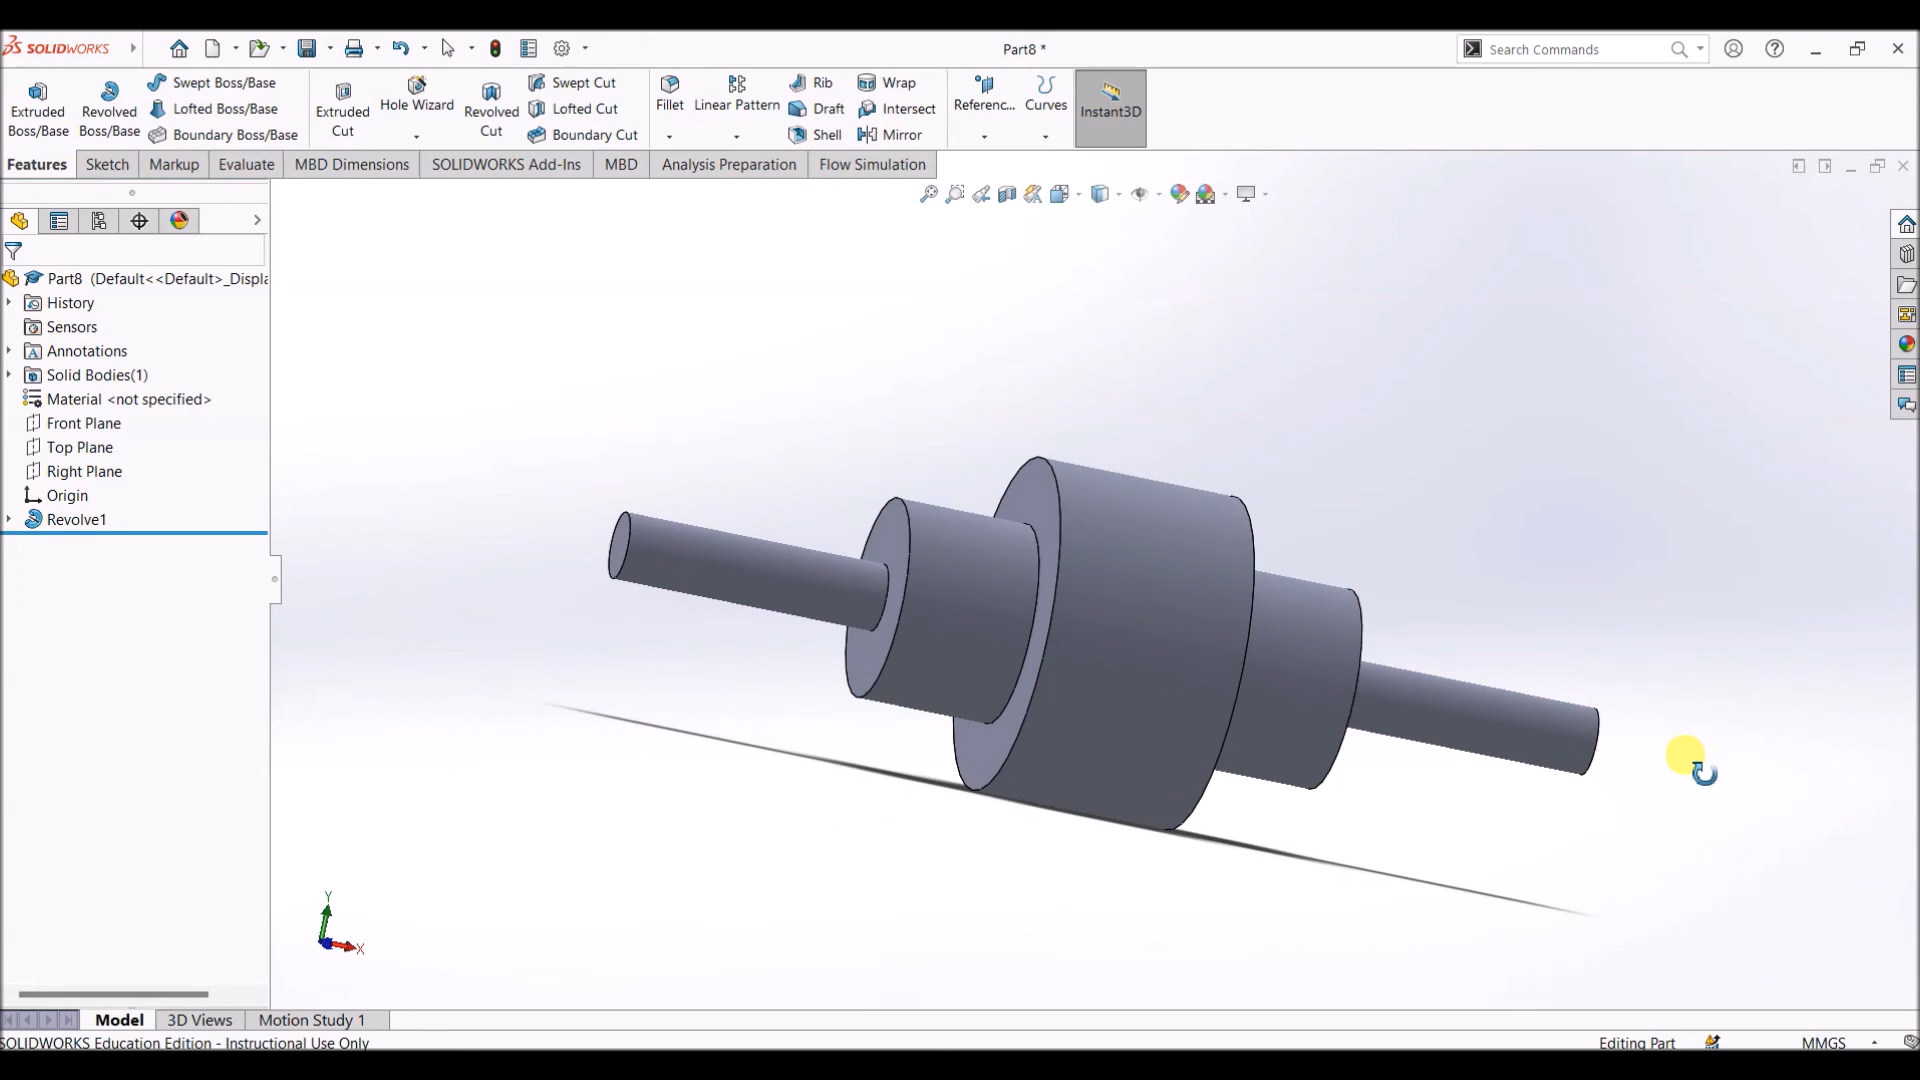 SOLIDWORKS
Part8 *
Search Commands
Extruded Boss/Base
Revolved Boss/Base
Swept Boss/Base
Lofted Boss/Base
Boundary Boss/Base
Extruded Cut
Hole Wizard
Revolved Cut
Swept Cut
Lofted Cut
Boundary Cut
Fillet
Linear Pattern
Rib
Draft
Shell
Wrap
Intersect
Mirror
Referenc...
Curves
Instant3D
Features
Sketch
Markup
Evaluate
MBD Dimensions
SOLIDWORKS Add-Ins
MBD
Analysis Preparation
Flow Simulation
Part8 (Default<<Default>_Displa
History
Sensors
Annotations
Solid Bodies(1)
Material <not specified>
Front Plane
Top Plane
Right Plane
Origin
Revolve1
Y
X
Model
3D Views
Motion Study 1
SOLIDWORKS Education Edition - Instructional Use Only
Editing Part
MMGS